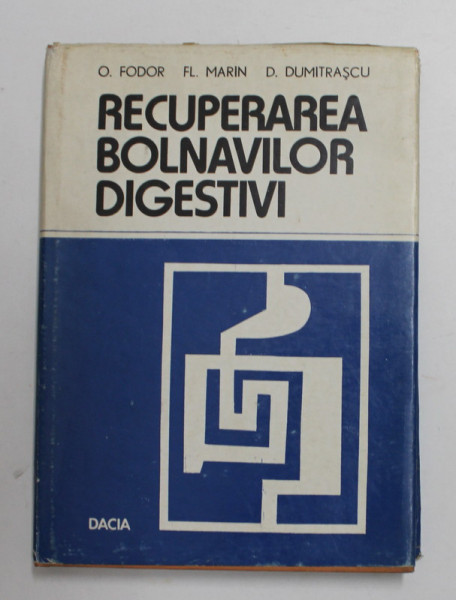 O. FODOR FL. MARIN D. DUMITRAȘCU
RECUPERAREA
BOLNAVILOR
DIGESTIVI
DACIA